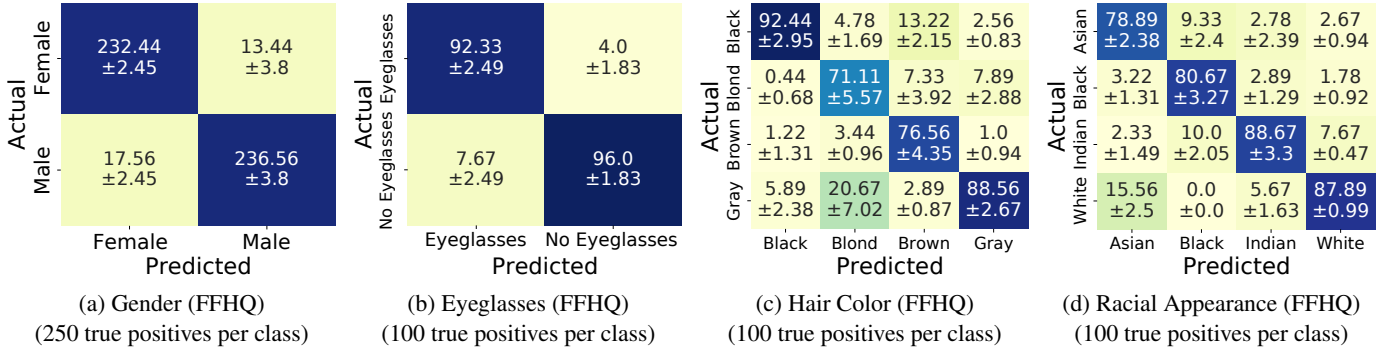 Actual
Female
Male
232.44
±2.45
13.44
±3.8
17.56
±2.45
236.56
±3.8
Female Male
Predicted
(a) Gender (FFHQ)
(250 true positives per class)
Actual
Eyeglasses
No Eyeglasses
92.33
±2.49
4.0
±1.83
7.67
±2.49
96.0
±1.83
Eyeglasses No Eyeglasses
Predicted
(b) Eyeglasses (FFHQ)
(100 true positives per class)
Actual
Black
Blond
Brown
Gray
92.44 4.78 13.22 2.56
±2.95 ±1.69 ±2.15 ±0.83
0.44 71.11 7.33 7.89
±0.68 ±5.57 ±3.92 ±2.88
1.22 3.44 76.56 1.0
±1.31 ±0.96 ±4.35 ±0.94
5.89 20.67 2.89 88.56
±2.38 ±7.02 ±0.87 ±2.67
Black Blond Brown Gray
Predicted
(c) Hair Color (FFHQ)
(100 true positives per class)
Actual
Asian
Black
Indian
White
78.89 9.33 2.78 2.67
±2.38 ±2.4 ±2.39 ±0.94
3.22 80.67 2.89 1.78
±1.31 ±3.27 ±1.29 ±0.92
2.33 10.0 88.67 7.67
±1.49 ±2.05 ±3.3 ±0.47
15.56 0.0 5.67 87.89
±2.5 ±0.0 ±1.63 ±0.99
Asian Black Indian White
Predicted
(d) Racial Appearance (FFHQ)
(100 true positives per class)